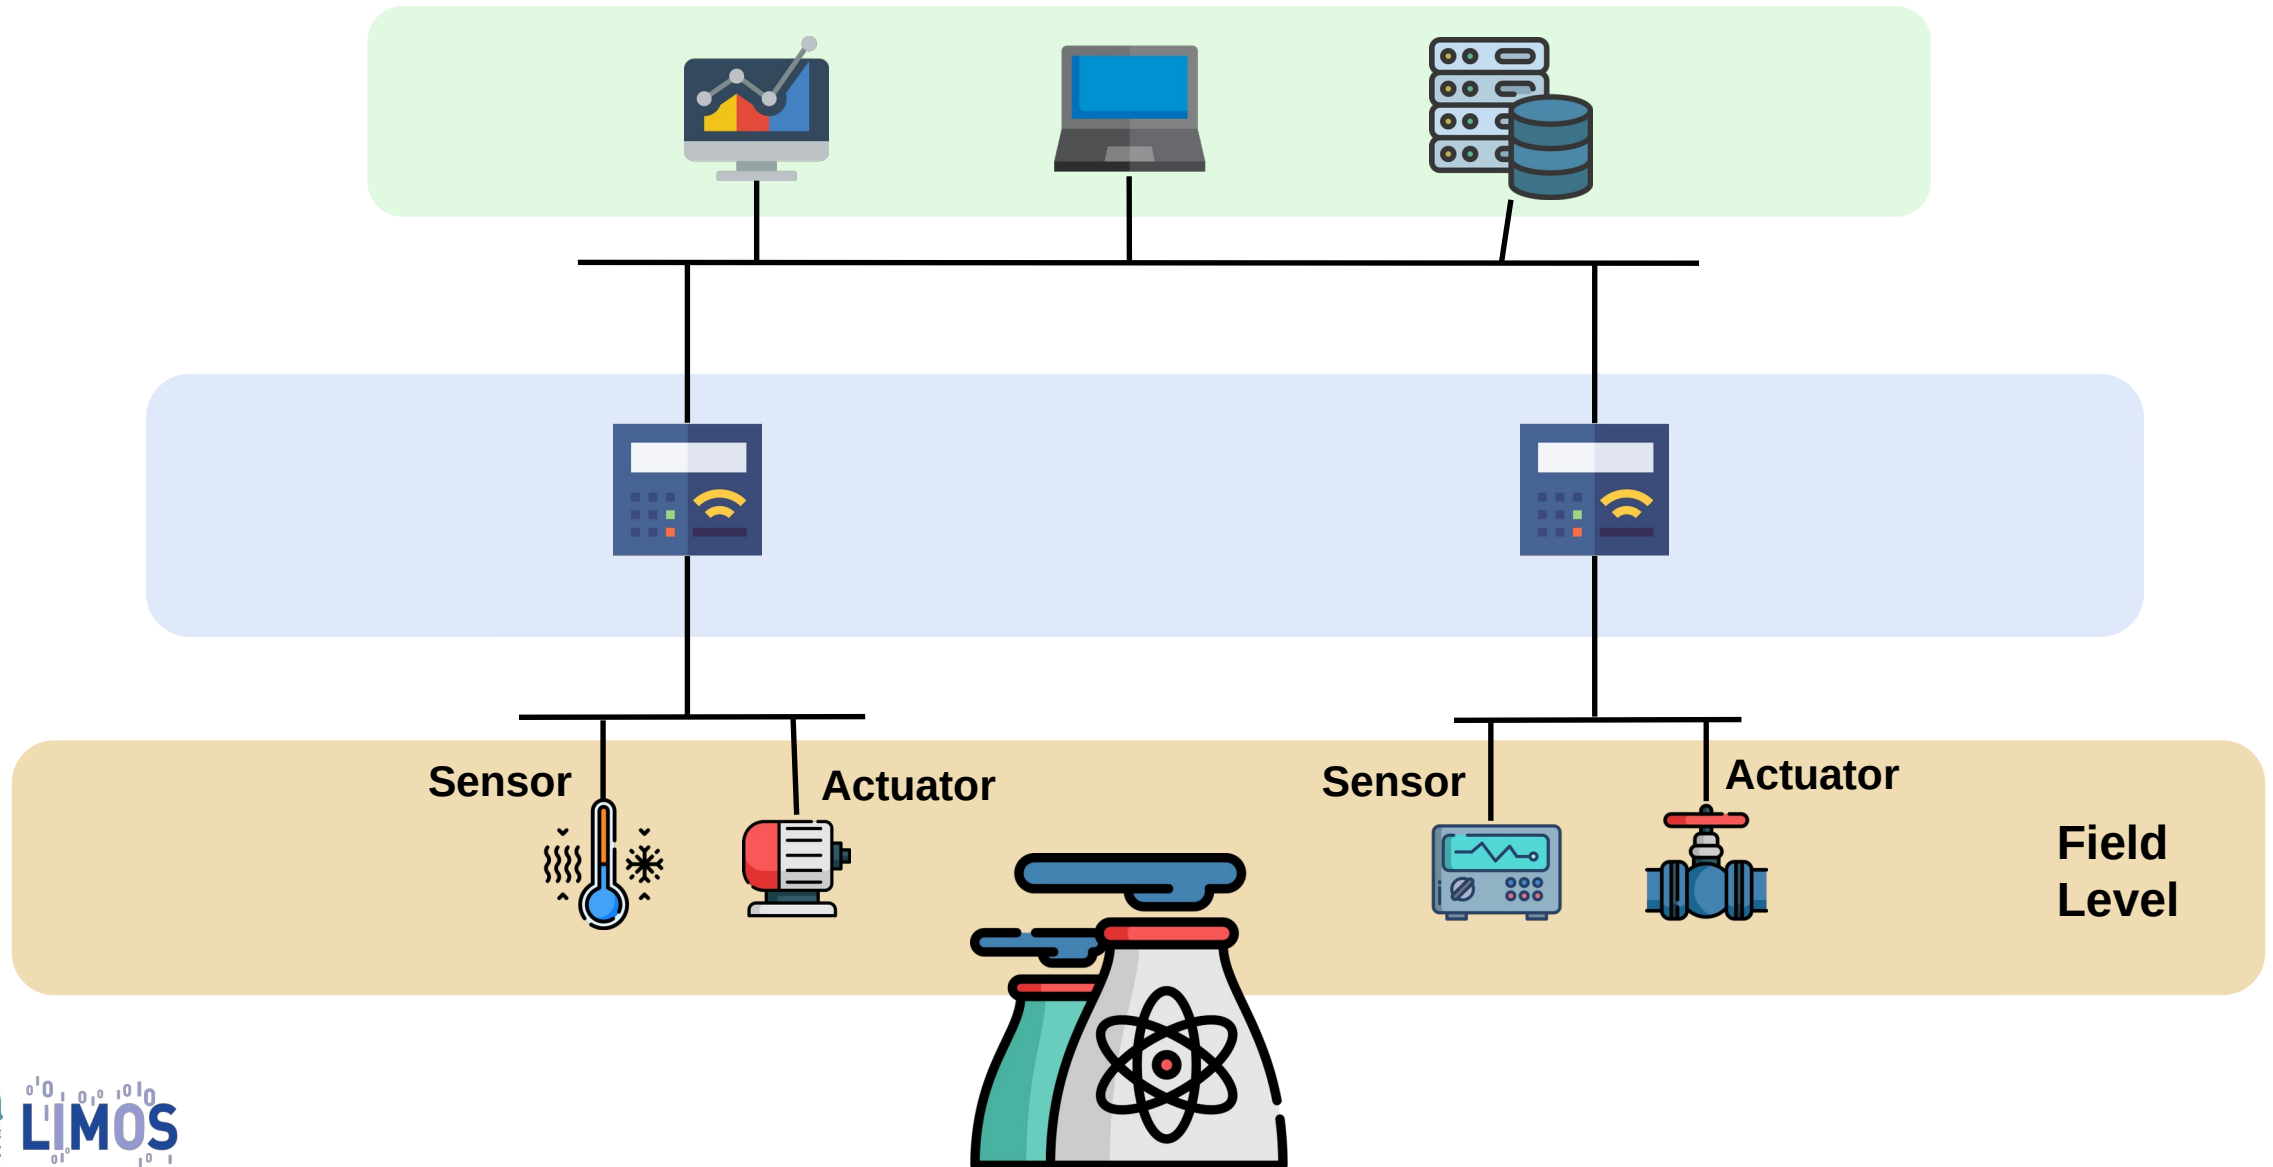 Sensor
Actuator
Sensor
Actuator
Field
Level
LIMOS